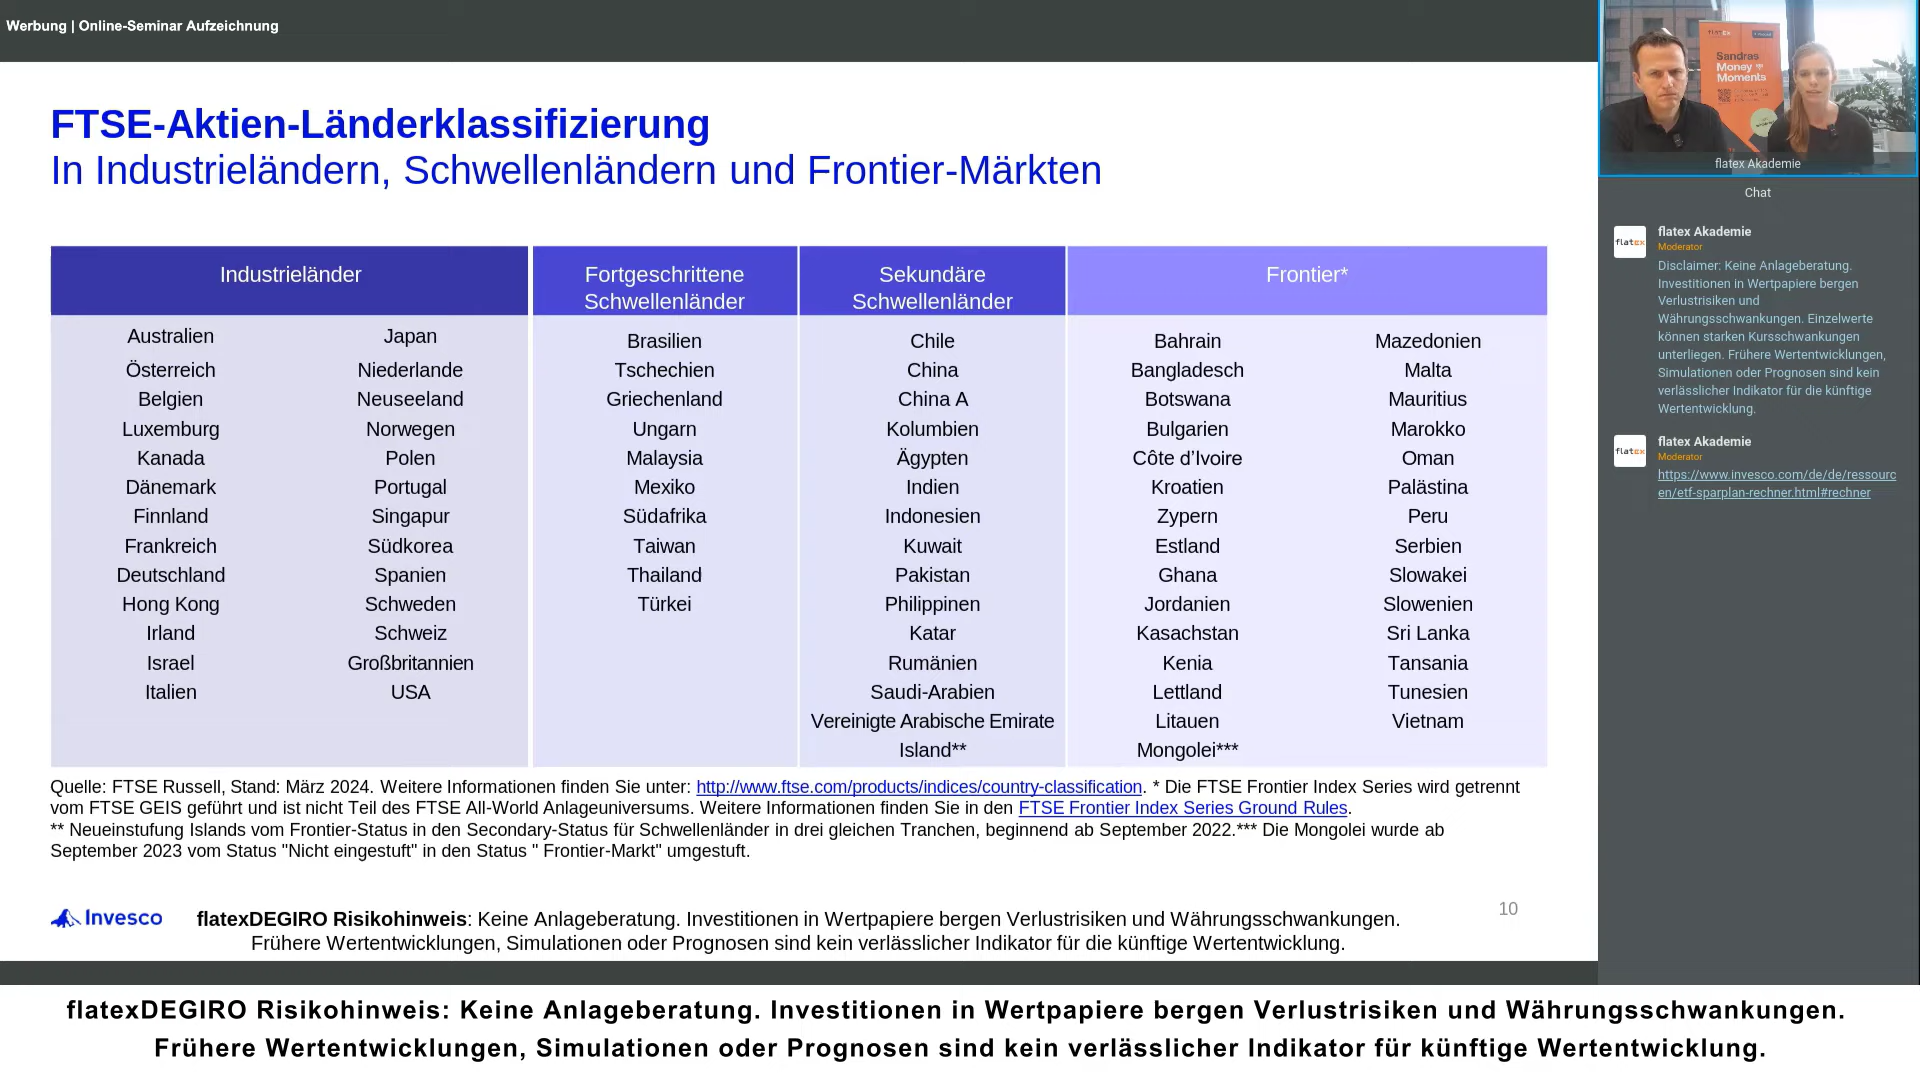 Werbung | Online-Seminar Aufzeichnung
FTSE-Aktien-Länderklassifizierung
In Industrieländern, Schwellenländern und Frontier-Märkten
Industrieländer
Australien Japan
Österreich Niederlande
Belgien Neuseeland
Luxemburg Norwegen
Kanada Polen
Dänemark Portugal
Finnland Singapur
Frankreich Südkorea
Deutschland Spanien
Hong Kong Schweden
Irland Schweiz
Israel Großbritannien
Italien USA
Fortgeschrittene
Schwellenländer
Brasilien
Tschechien
Griechenland
Ungarn
Malaysia
Mexiko
Südafrika
Taiwan
Thailand
Türkei
Sekundäre
Schwellenländer
Chile
China
China A
Kolumbien
Ägypten
Indien
Indonesien
Kuwait
Pakistan
Philippinen
Katar
Rumänien
Saudi-Arabien
Vereinigte Arabische Emirate
Island**
Frontier*
Bahrain Mazedonien
Bangladesch Malta
Botswana Mauritius
Bulgarien Marokko
Côte d’Ivoire Oman
Kroatien Palästina
Zypern Peru
Estland Serbien
Ghana Slowakei
Jordanien Slowenien
Kasachstan Sri Lanka
Kenia Tansania
Lettland Tunesien
Litauen Vietnam
Mongolei***
Quelle: FTSE Russell, Stand: März 2024. Weitere Informationen finden Sie unter: http://www.ftse.com/products/indices/country-classification. * Die FTSE Frontier Index Series wird getrennt
vom FTSE GEIS geführt und ist nicht Teil des FTSE All-World Anlageuniversums. Weitere Informationen finden Sie in den FTSE Frontier Index Series Ground Rules.
** Neueinstufung Islands vom Frontier-Status in den Secondary-Status für Schwellenländer in drei gleichen Tranchen, beginnend ab September 2022.*** Die Mongolei wurde ab
September 2023 vom Status "Nicht eingestuft" in den Status " Frontier-Markt" umgestuft.
Invesco
flatexDEGIRO Risikohinweis: Keine Anlageberatung. Investitionen in Wertpapiere bergen Verlustrisiken und Währungsschwankungen.
Frühere Wertentwicklungen, Simulationen oder Prognosen sind kein verlässlicher Indikator für die künftige Wertentwicklung.
10
flatex
Sandras
Money
Moments
flatex Akademie
Chat
flatex
flatex Akademie
Moderator
Disclaimer: Keine Anlageberatung.
Investitionen in Wertpapiere bergen
Verlustrisiken und
Währungsschwankungen. Einzelwerte
können starken Kursschwankungen
unterliegen. Frühere Wertentwicklungen,
Simulationen oder Prognosen sind kein
verlässlicher Indikator für die künftige
Wertentwicklung.
flatex
flatex Akademie
Moderator
https://www.invesco.com/de/de/ressourc
en/etf-sparplan-rechner.html#rechner
flatexDEGIRO Risikohinweis: Keine Anlageberatung. Investitionen in Wertpapiere bergen Verlustrisiken und Währungsschwankungen.
Frühere Wertentwicklungen, Simulationen oder Prognosen sind kein verlässlicher Indikator für künftige Wertentwicklung.